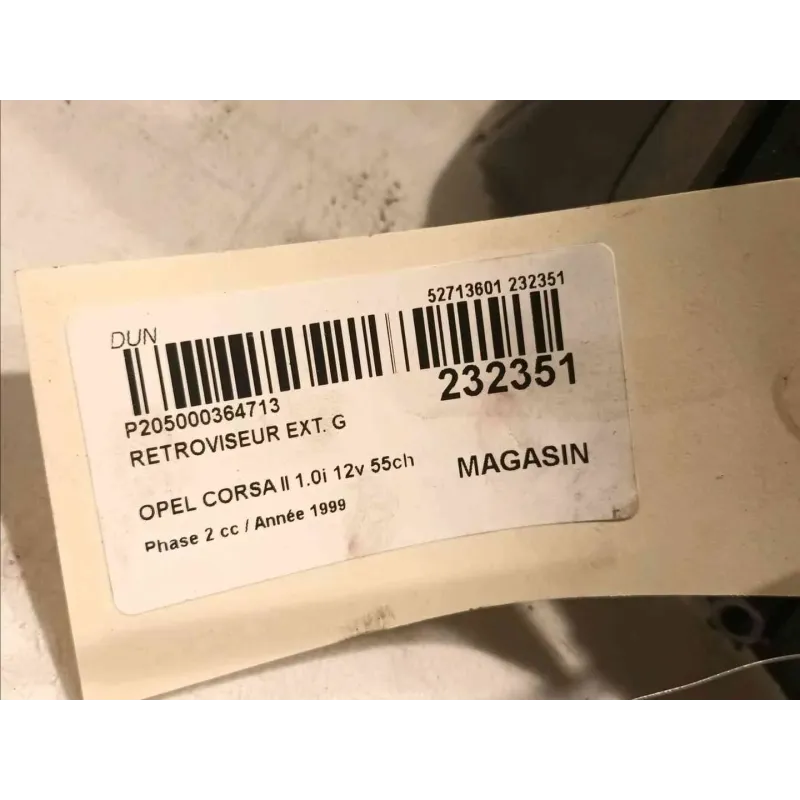 52713601 232351
DUN
232351
P205000364713
RETROVISEUR EXT. G
OPEL CORSA II 1.0i 12v 55ch
MAGASIN
Phase 2 cc / Année 1999